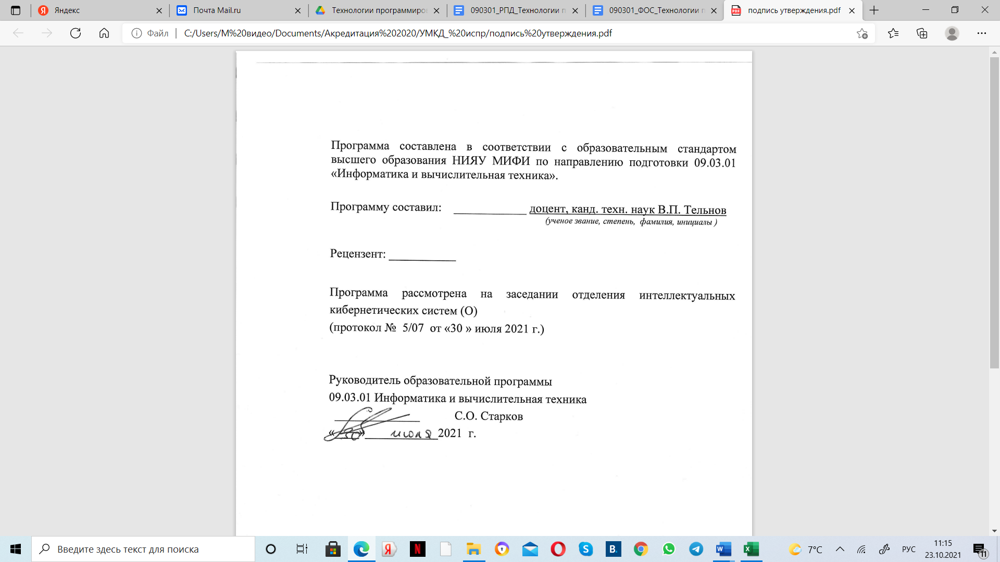 Яндекс
Почта Mail.ru
Технологии программиро
090301_РПД_Технологии п
090301_ФОС_Технологии п
подпись утверждения.pdf
Файл
C:/Users/М%20видео/Documents/Акредитация%202020/УМКД_%20испр/подпись%20утверждения.pdf
Программа составлена в соответствии с образовательным стандартом
высшего образования НИЯУ МИФИ по направлению подготовки 09.03.01
«Информатика и вычислительная техника».
Программу составил: ____________ доцент, канд. техн. наук В.П. Тельнов
(ученое звание, степень, фамилия, инициалы )
Рецензент: ___________
Программа рассмотрена на заседании отделения интеллектуальных
кибернетических систем (О)
(протокол № 5/07 от «30 » июля 2021 г.)
Руководитель образовательной программы
09.03.01 Информатика и вычислительная техника
______________ С.О. Старков
«30» июля 2021 г.
Введите здесь текст для поиска
7°C
РУС
11:15
23.10.2021
11